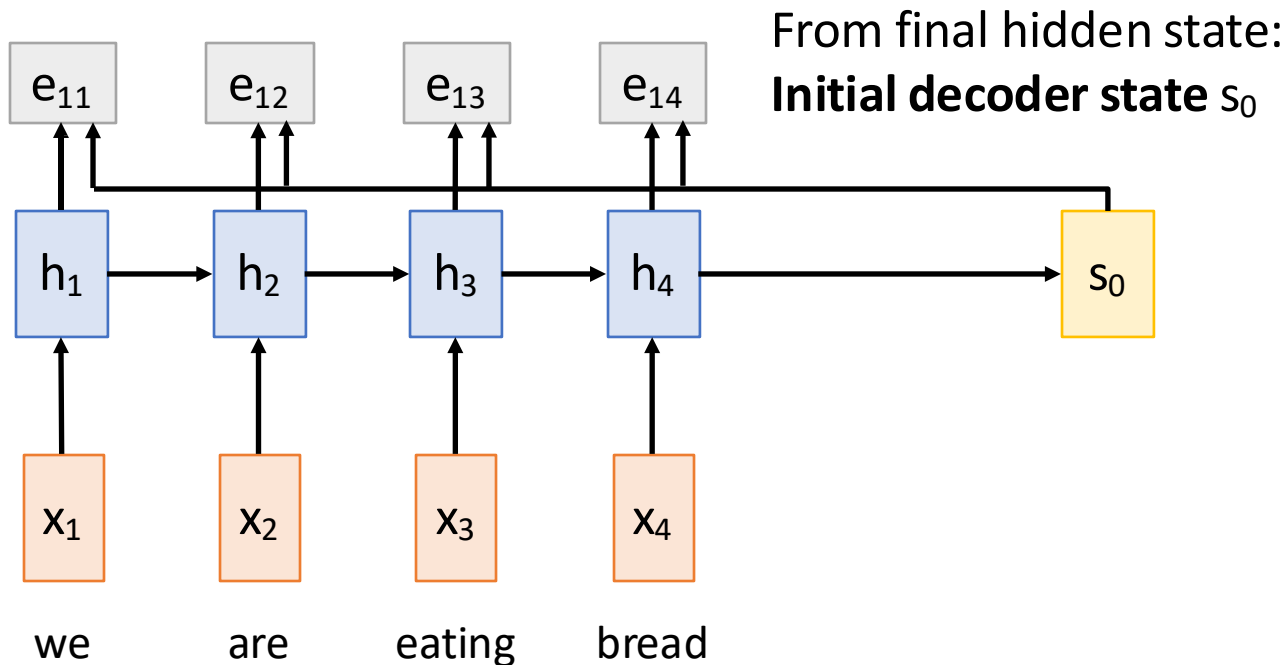 From final hidden state:
Initial decoder state s₀
e₁₁ e₁₂ e₁₃ e₁₄
h₁ h₂ h₃ h₄ s₀
x₁ x₂ x₃ x₄
we are eating bread